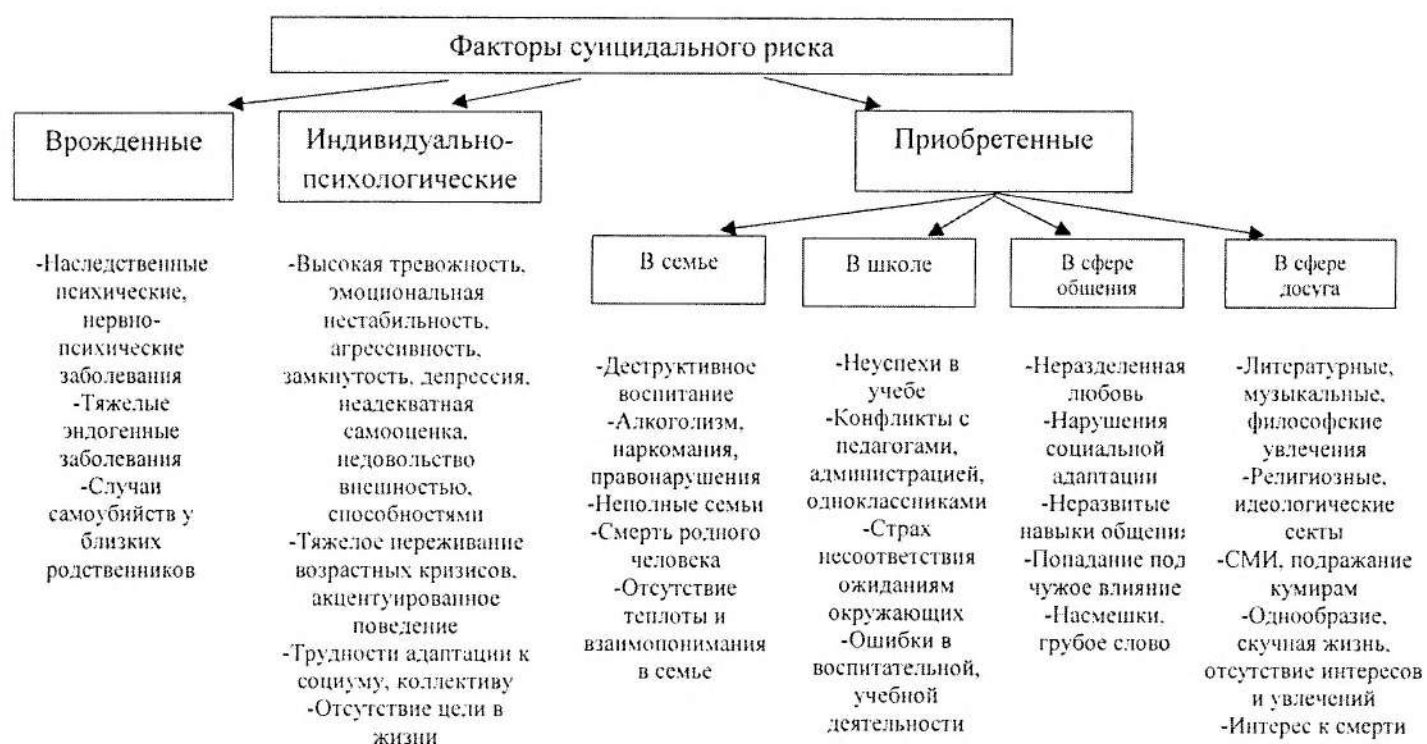 Факторы суицидального риска
Врожденные
Индивидуально-
психологические
Приобретенные
-Наследственные
психические,
нервно-
психические
заболевания
-Тяжелые
эндогенные
заболевания
-Случаи
самоубийств у
близких
родственников
-Высокая тревожность,
эмоциональная
нестабильность,
агрессивность,
замкнутость, депрессия,
неадекватная
самооценка,
недовольство
внешностью,
способностями
-Тяжелое переживание
возрастных кризисов,
акцентуированное
поведение
-Трудности адаптации к
социуму, коллективу
-Отсутствие цели в
жизни
В семье
-Деструктивное
воспитание
-Алкоголизм,
наркомания,
правонарушения
-Неполные семьи
-Смерть родного
человека
-Отсутствие
теплоты и
взаимопонимания
в семье
В школе
-Неуспехи в
учебе
-Конфликты с
педагогами,
администрацией,
одноклассниками
-Страх
несоответствия
ожиданиям
окружающих
-Ошибки в
воспитательной,
учебной
деятельности
В сфере
общения
-Неразделенная
любовь
-Нарушения
социальной
адаптации
-Неразвитые
навыки общения
-Попадание под
чужое влияние
-Насмешки,
грубое слово
В сфере
досуга
-Литературные,
музыкальные,
философские
увлечения
-Религиозные,
идеологические
секты
-СМИ, подражание
кумирам
-Однообразие,
скучная жизнь,
отсутствие интересов
и увлечений
-Интерес к смерти